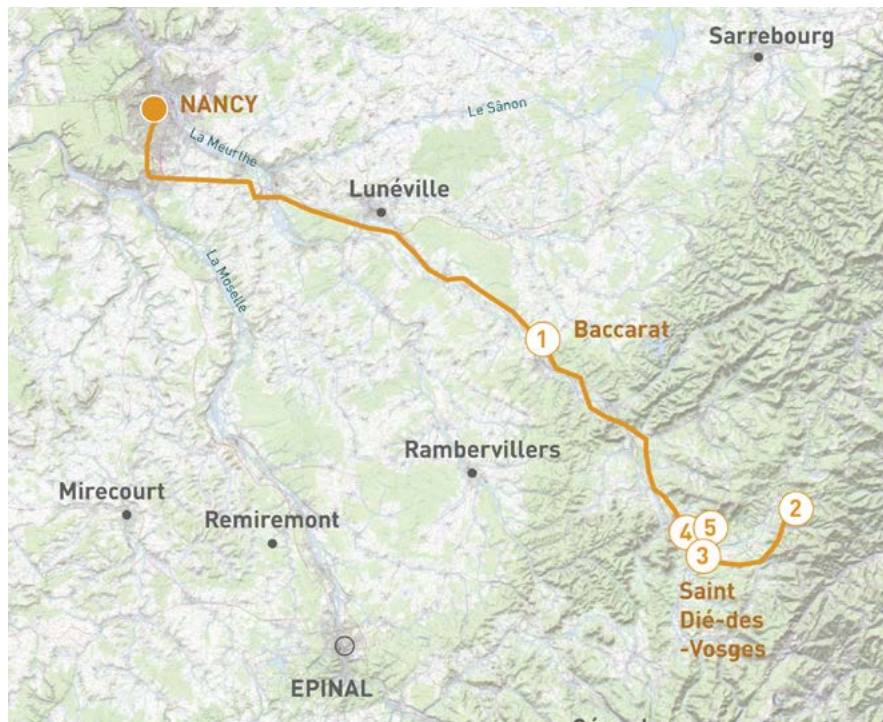 Sarrebourg
NANCY
Le Sânon
La Meurthe
Lunéville
La Moselle
1
Baccarat
Rambervillers
Mirecourt
Remiremont
2
4
5
3
Saint
Dié-des
-Vosges
EPINAL